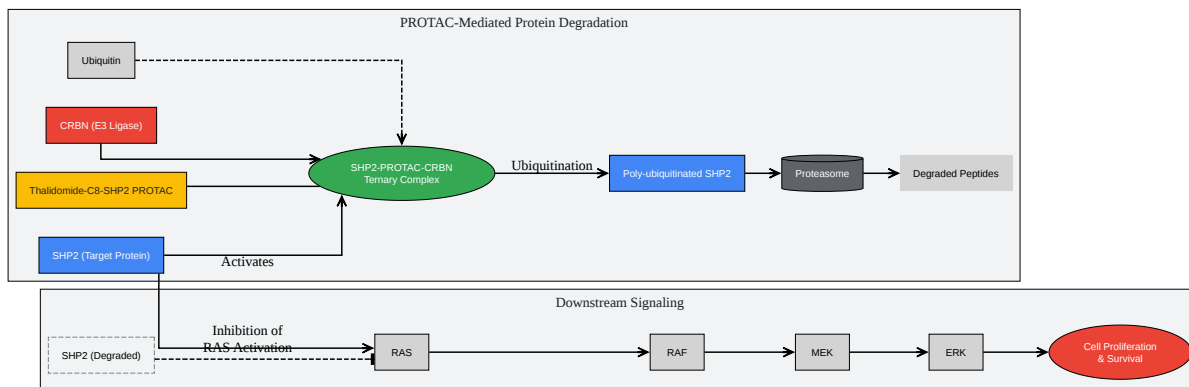 PROTAC-Mediated Protein Degradation
Ubiquitin
CRBN (E3 Ligase)
SHP2-PROTAC-CRBN
Ternary Complex
Ubiquitination
Poly-ubiquitinated SHP2
Proteasome
Degraded Peptides
Thalidomide-C8-SHP2 PROTAC
SHP2 (Target Protein)
Activates
Downstream Signaling
Inhibition of
RAS Activation
SHP2 (Degraded)
RAS
RAF
MEK
ERK
Cell Proliferation
& Survival